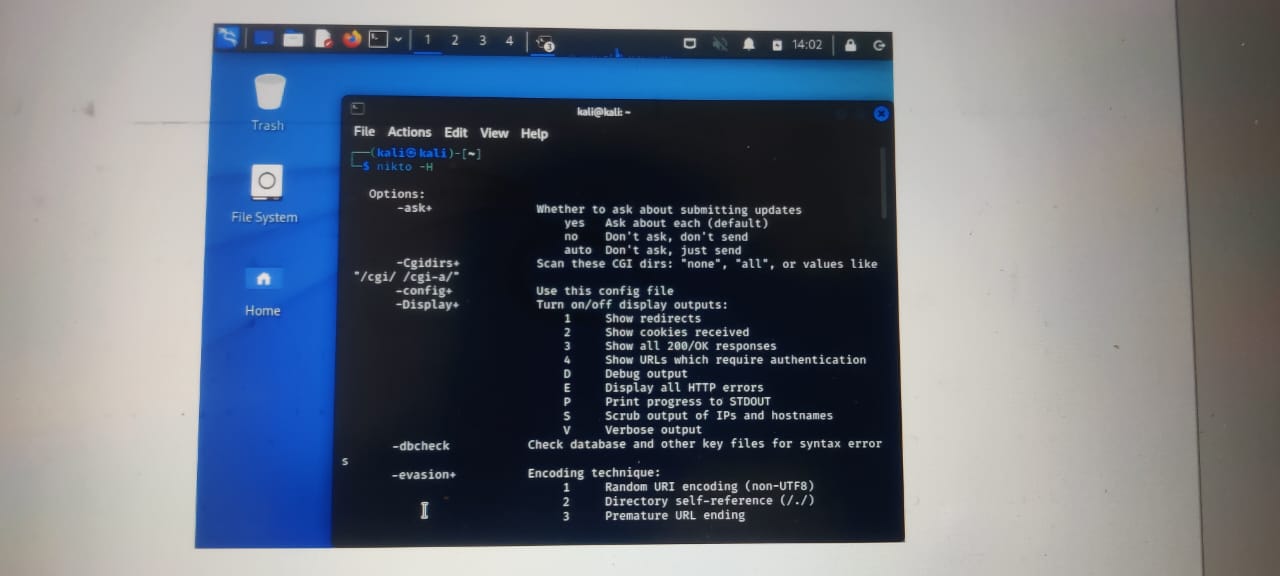 1 2 3 4 3 14:02
Trash
File System
Home
kali@kali: ~
File Actions Edit View Help
(kali㉿kali)-[~]
$ nikto -H
Options:
-ask+ Whether to ask about submitting updates
yes Ask about each (default)
no Don't ask, don't send
auto Don't ask, just send
-Cgidirs+ Scan these CGI dirs: "none", "all", or values like
"/cgi/ /cgi-a/"
-config+ Use this config file
-Display+ Turn on/off display outputs:
1 Show redirects
2 Show cookies received
3 Show all 200/OK responses
4 Show URLs which require authentication
D Debug output
E Display all HTTP errors
P Print progress to STDOUT
S Scrub output of IPs and hostnames
V Verbose output
-dbcheck Check database and other key files for syntax error
s
-evasion+ Encoding technique:
1 Random URI encoding (non-UTF8)
2 Directory self-reference (/./)
3 Premature URL ending